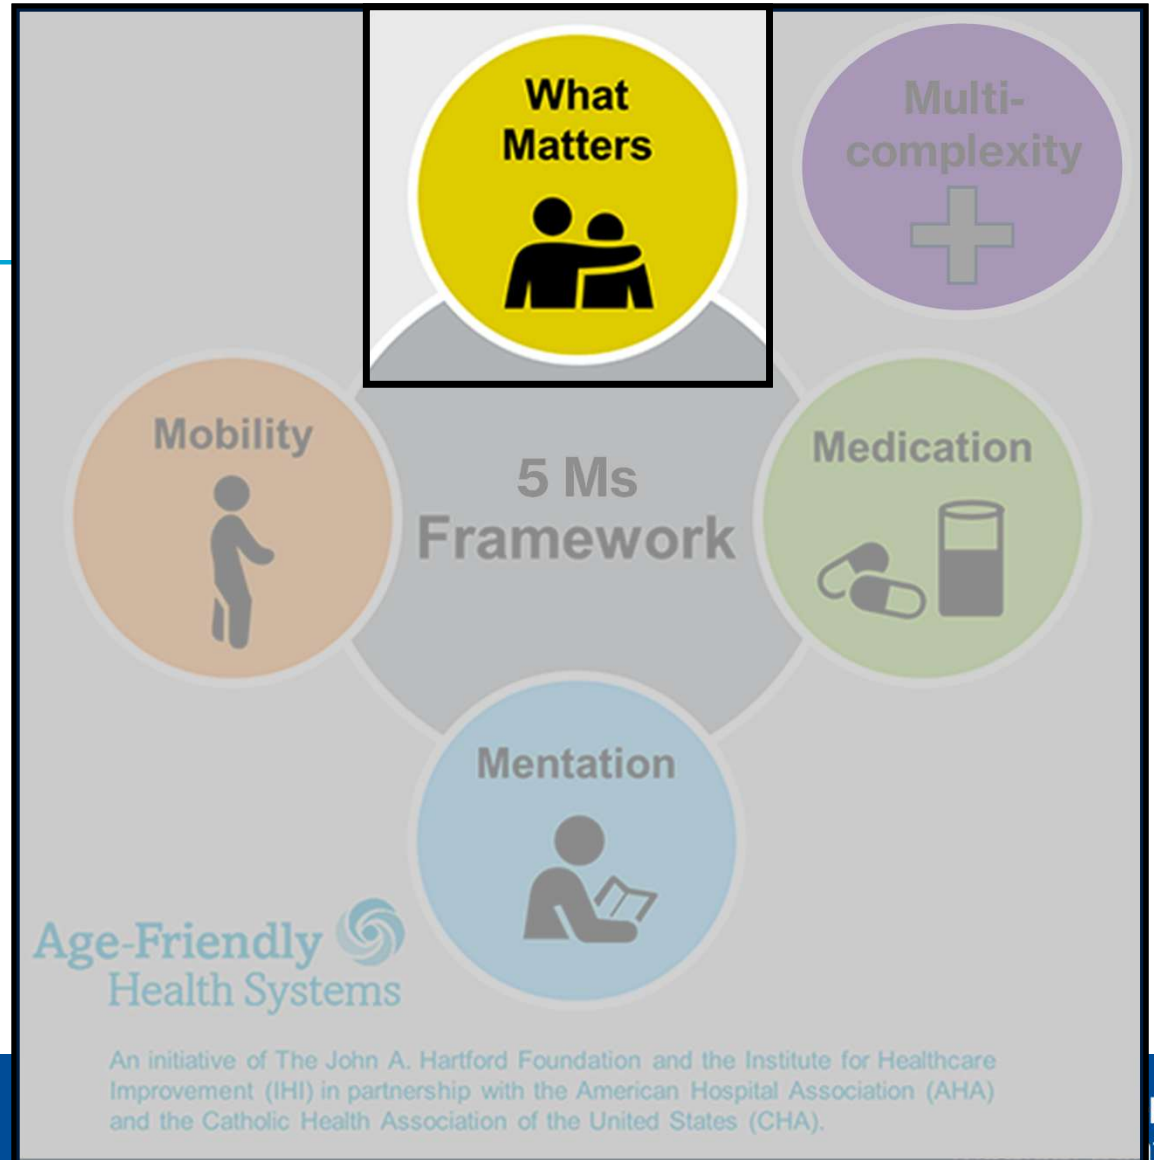 What
Matters
Multi-
complexity
Mobility
5 Ms
Framework
Medication
Mentation
Age-Friendly
Health Systems
An initiative of The John A. Hartford Foundation and the Institute for Healthcare
Improvement (IHI) in partnership with the American Hospital Association (AHA)
and the Catholic Health Association of the United States (CHA).